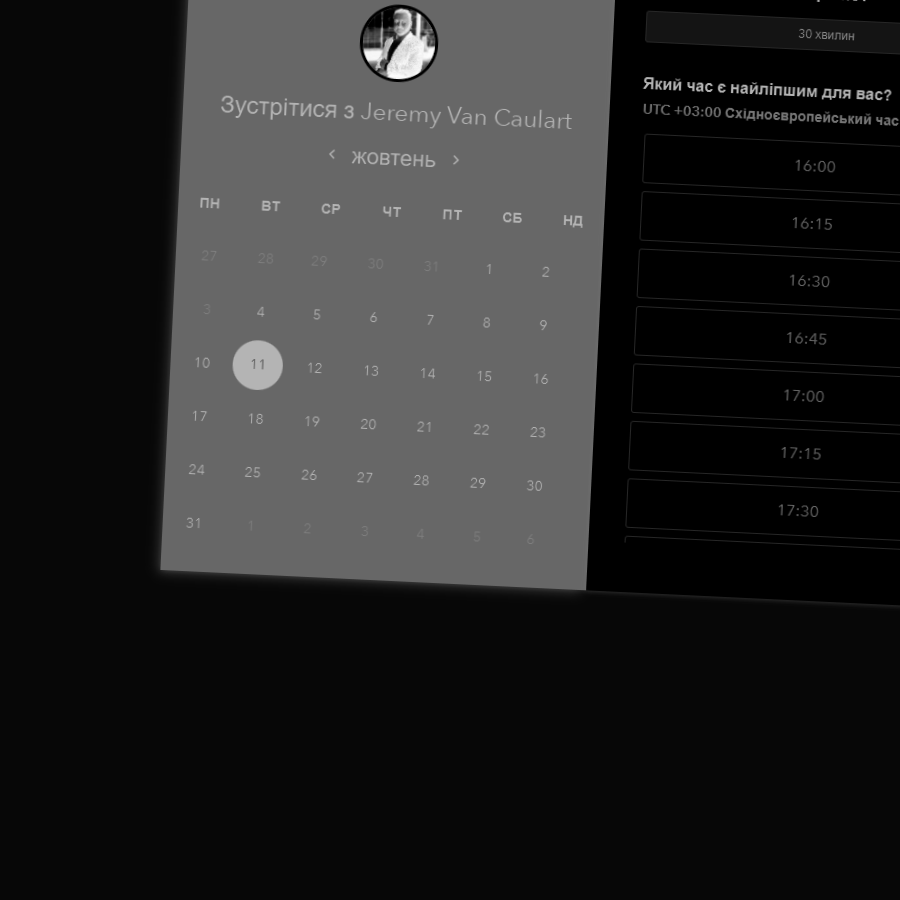 Зустрітися з Jeremy Van Caulart
жовтень
ПН ВТ СР ЧТ ПТ СБ НД
27 28 29 30 31 1 2
3 4 5 6 7 8 9
10 11 12 13 14 15 16
17 18 19 20 21 22 23
24 25 26 27 28 29 30
31 1 2 3 4 5 6
30 хвилин
Який час є найліпшим для вас?
UTC +03:00 Східноєвропейський час
16:00
16:15
16:30
16:45
17:00
17:15
17:30